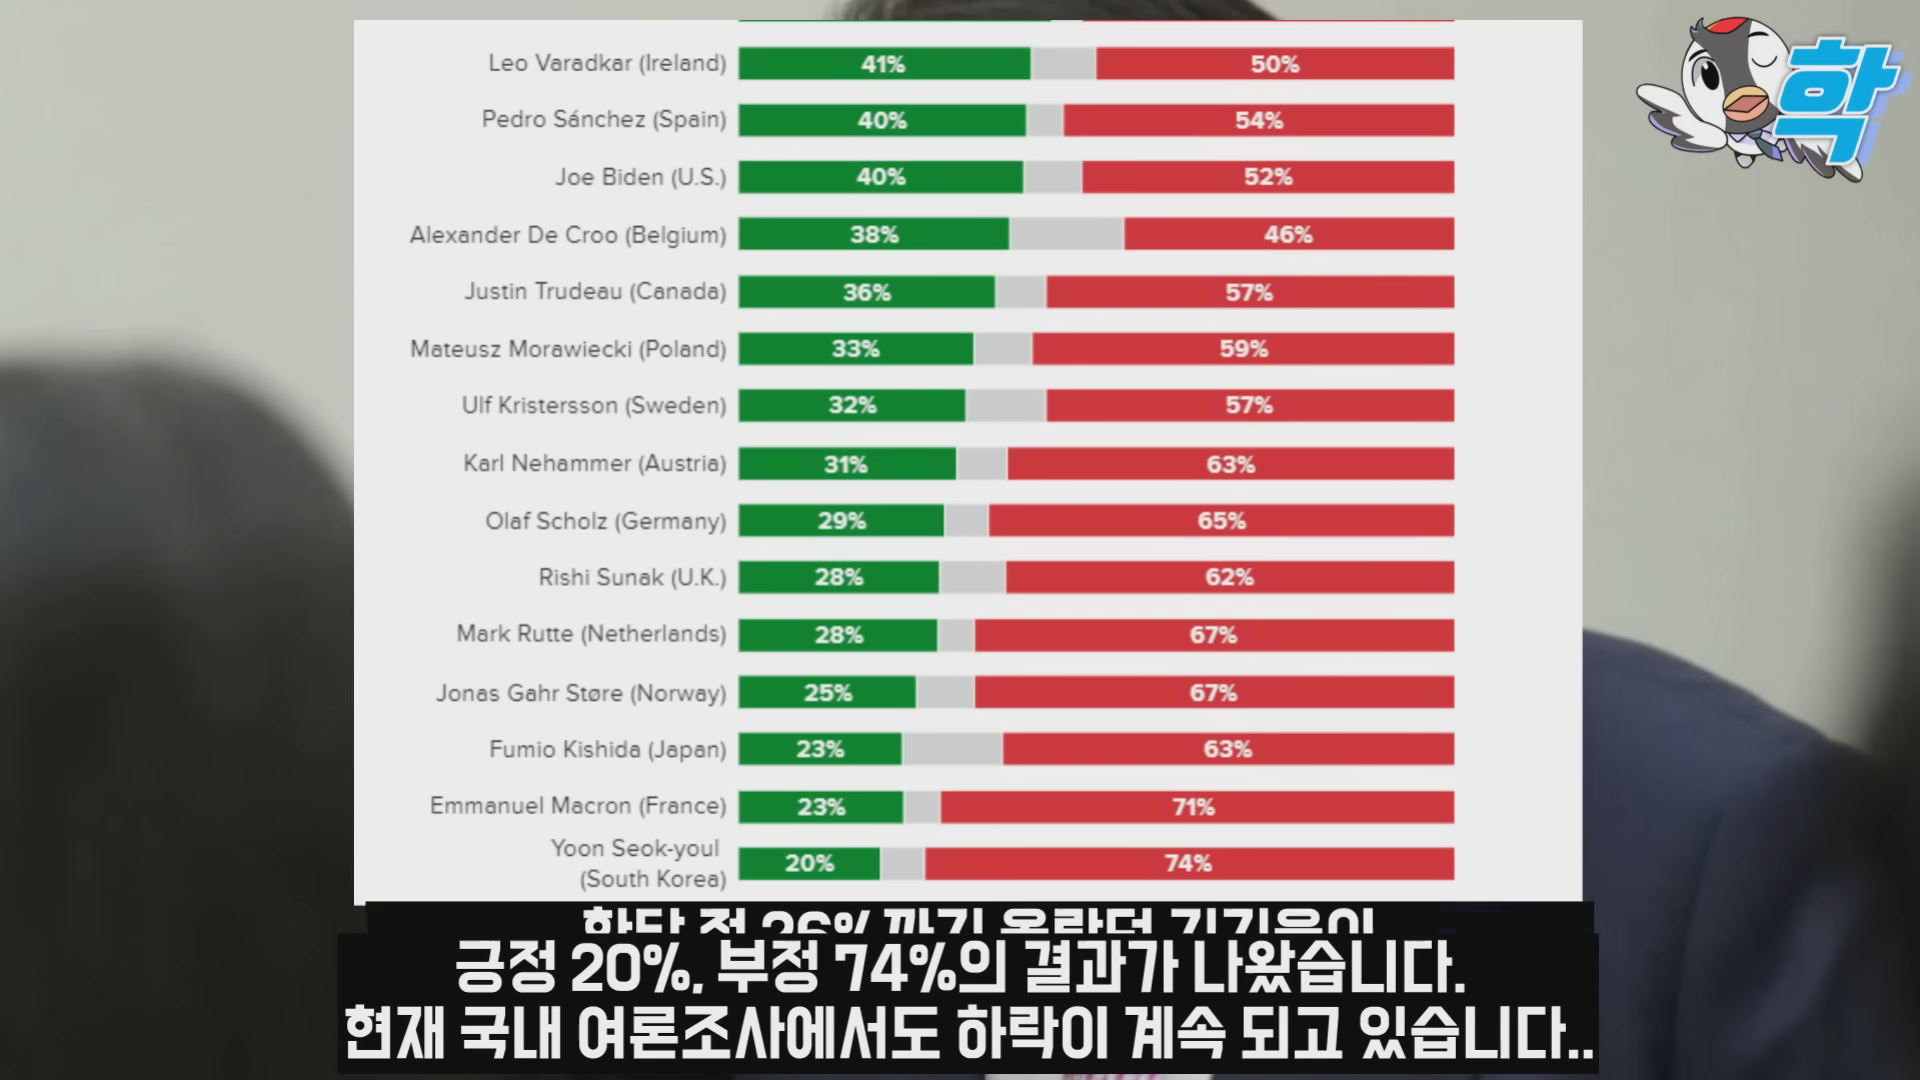 Leo Varadkar (Ireland) 41% 50%
Pedro Sánchez (Spain) 40% 54%
Joe Biden (U.S.) 40% 52%
Alexander De Croo (Belgium) 38% 46%
Justin Trudeau (Canada) 36% 57%
Mateusz Morawiecki (Poland) 33% 59%
Ulf Kristersson (Sweden) 32% 57%
Karl Nehammer (Austria) 31% 63%
Olaf Scholz (Germany) 29% 65%
Rishi Sunak (U.K.) 28% 62%
Mark Rutte (Netherlands) 28% 67%
Jonas Gahr Støre (Norway) 25% 67%
Fumio Kishida (Japan) 23% 63%
Emmanuel Macron (France) 23% 71%
Yoon Seok-youl
(South Korea) 20% 74%
학
긍정 20%, 부정 74%의 결과가 나왔습니다.
현재 국내 여론조사에서도 하락이 계속 되고 있습니다..